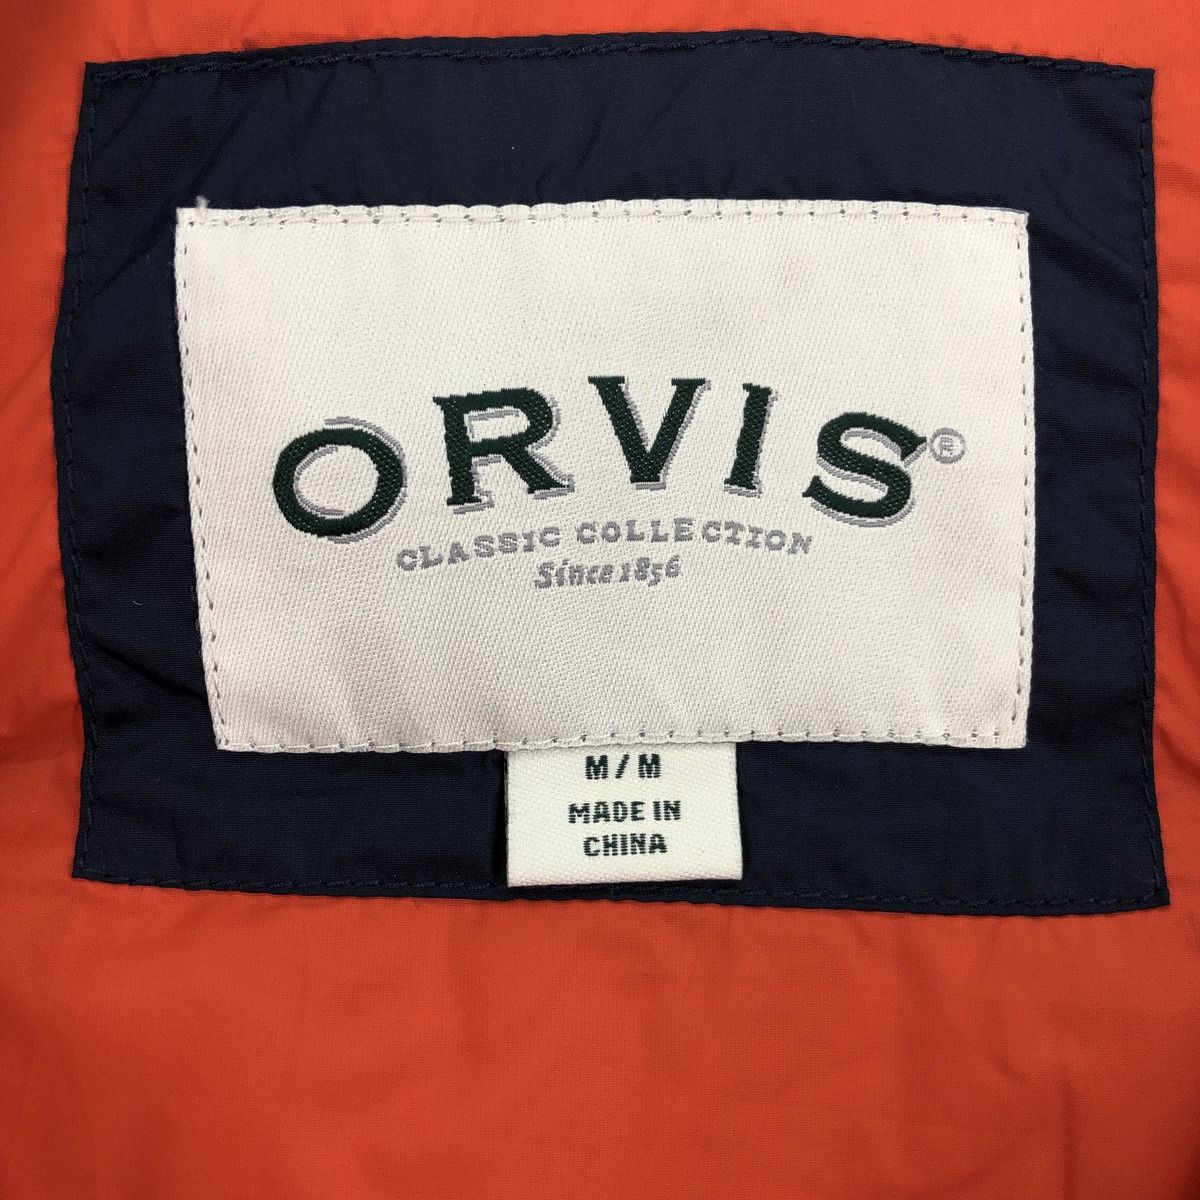 ORVIS®
CLASSIC COLLECTION
Since 1856
M/M
MADE IN
CHINA